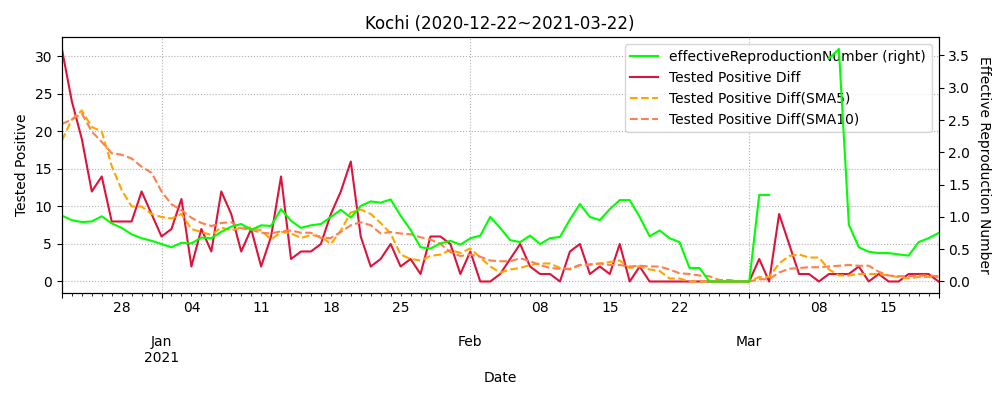 Kochi (2020-12-22~2021-03-22)
effectiveReproductionNumber (right)
Tested Positive Diff
Tested Positive Diff(SMA5)
Tested Positive Diff(SMA10)
Tested Positive
30
25
20
15
10
5
0
3.5
3.0
2.5
2.0
1.5
1.0
0.5
0.0
Effective Reproduction Number
28 04 11 18 25 08 15 22 08 15
Jan Feb Mar
2021
Date